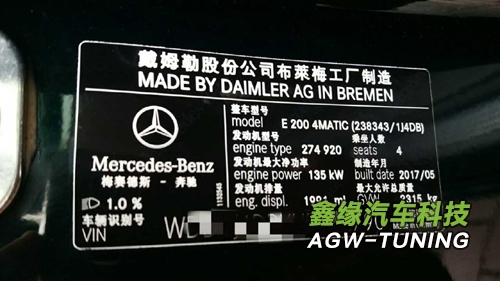 戴姆勒股份公司布莱梅工厂制造
MADE BY DAIMLER AG IN BREMEN
整车型号
model E 200 4MATIC (238343/1J4DB)
发动机型号 乘坐人数
engine type 274 920 seats 4
发动机最大净功率 制造年月
engine power 135 kW built date 2017/05
发动机排量 最大允许总质量
eng. displ. 1991 ml GVW 2315 kg
Mercedes-Benz
梅赛德斯－奔驰
1.0 %
车辆识别号
VIN
鑫缘汽车科技
AGW-TUNING